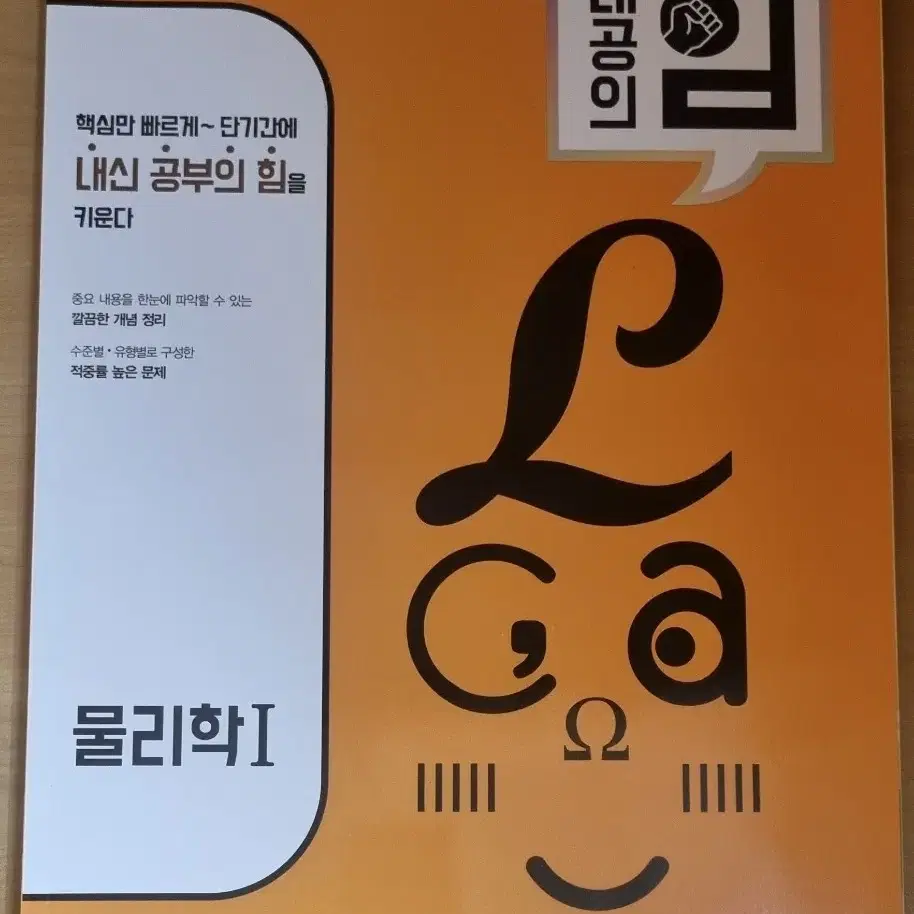 핵심만 빠르게~ 단기간에
내신 공부의 힘을
키운다
중요 내용을 한눈에 파악할 수 있는
깔끔한 개념 정리
수준별·유형별로 구성한
적중률 높은 문제
물리학I
L
G , a
Ω